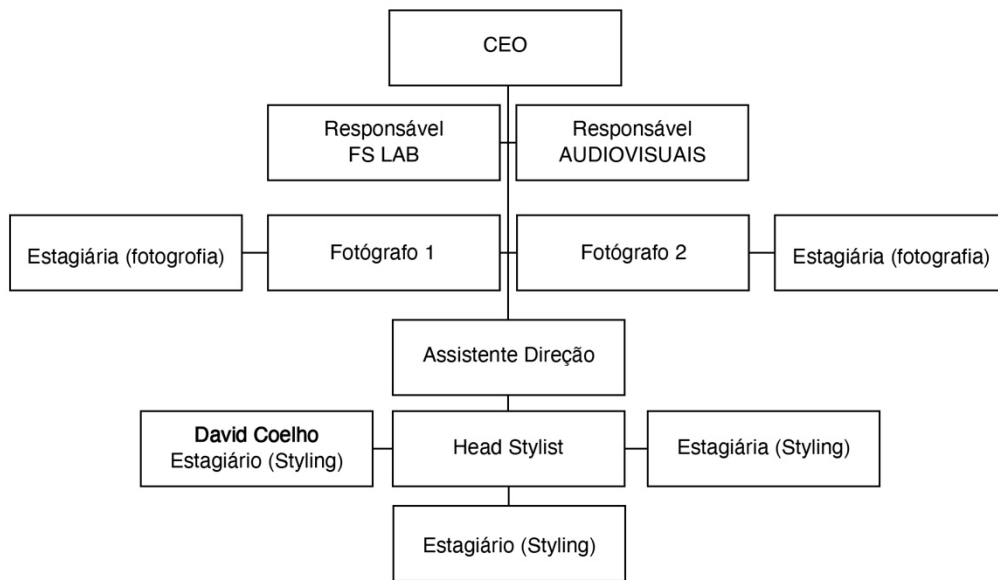 CEO
Responsável
FS LAB
Responsável
AUDIOVISUAIS
Estagiária (fotogrofia)
Fotógrafo 1
Fotógrafo 2
Estagiária (fotografia)
Assistente Direção
David Coelho
Estagiário (Styling)
Head Stylist
Estagiária (Styling)
Estagiário (Styling)